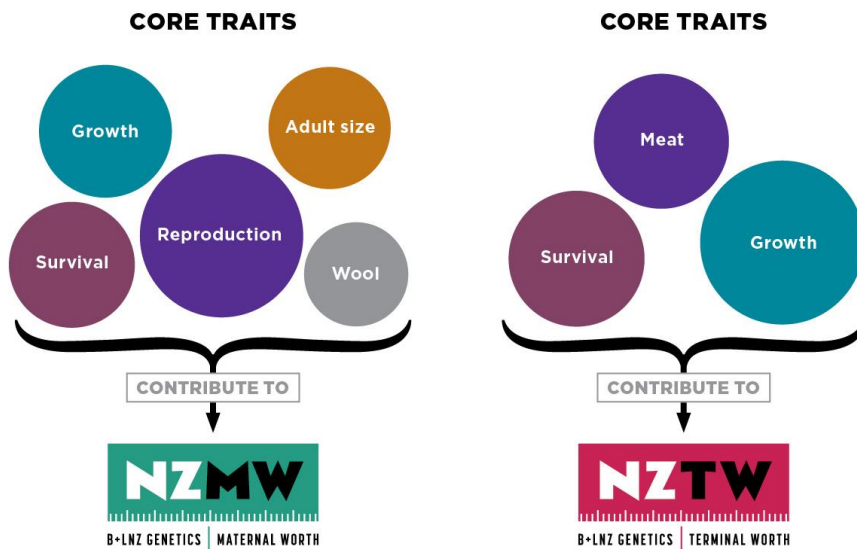 CORE TRAITS
Growth
Adult size
Reproduction
Survival
Wool
CONTRIBUTE TO
NZMW
B+LNZ GENETICS | MATERNAL WORTH
CORE TRAITS
Meat
Survival
Growth
CONTRIBUTE TO
NZTW
B+LNZ GENETICS | TERMINAL WORTH